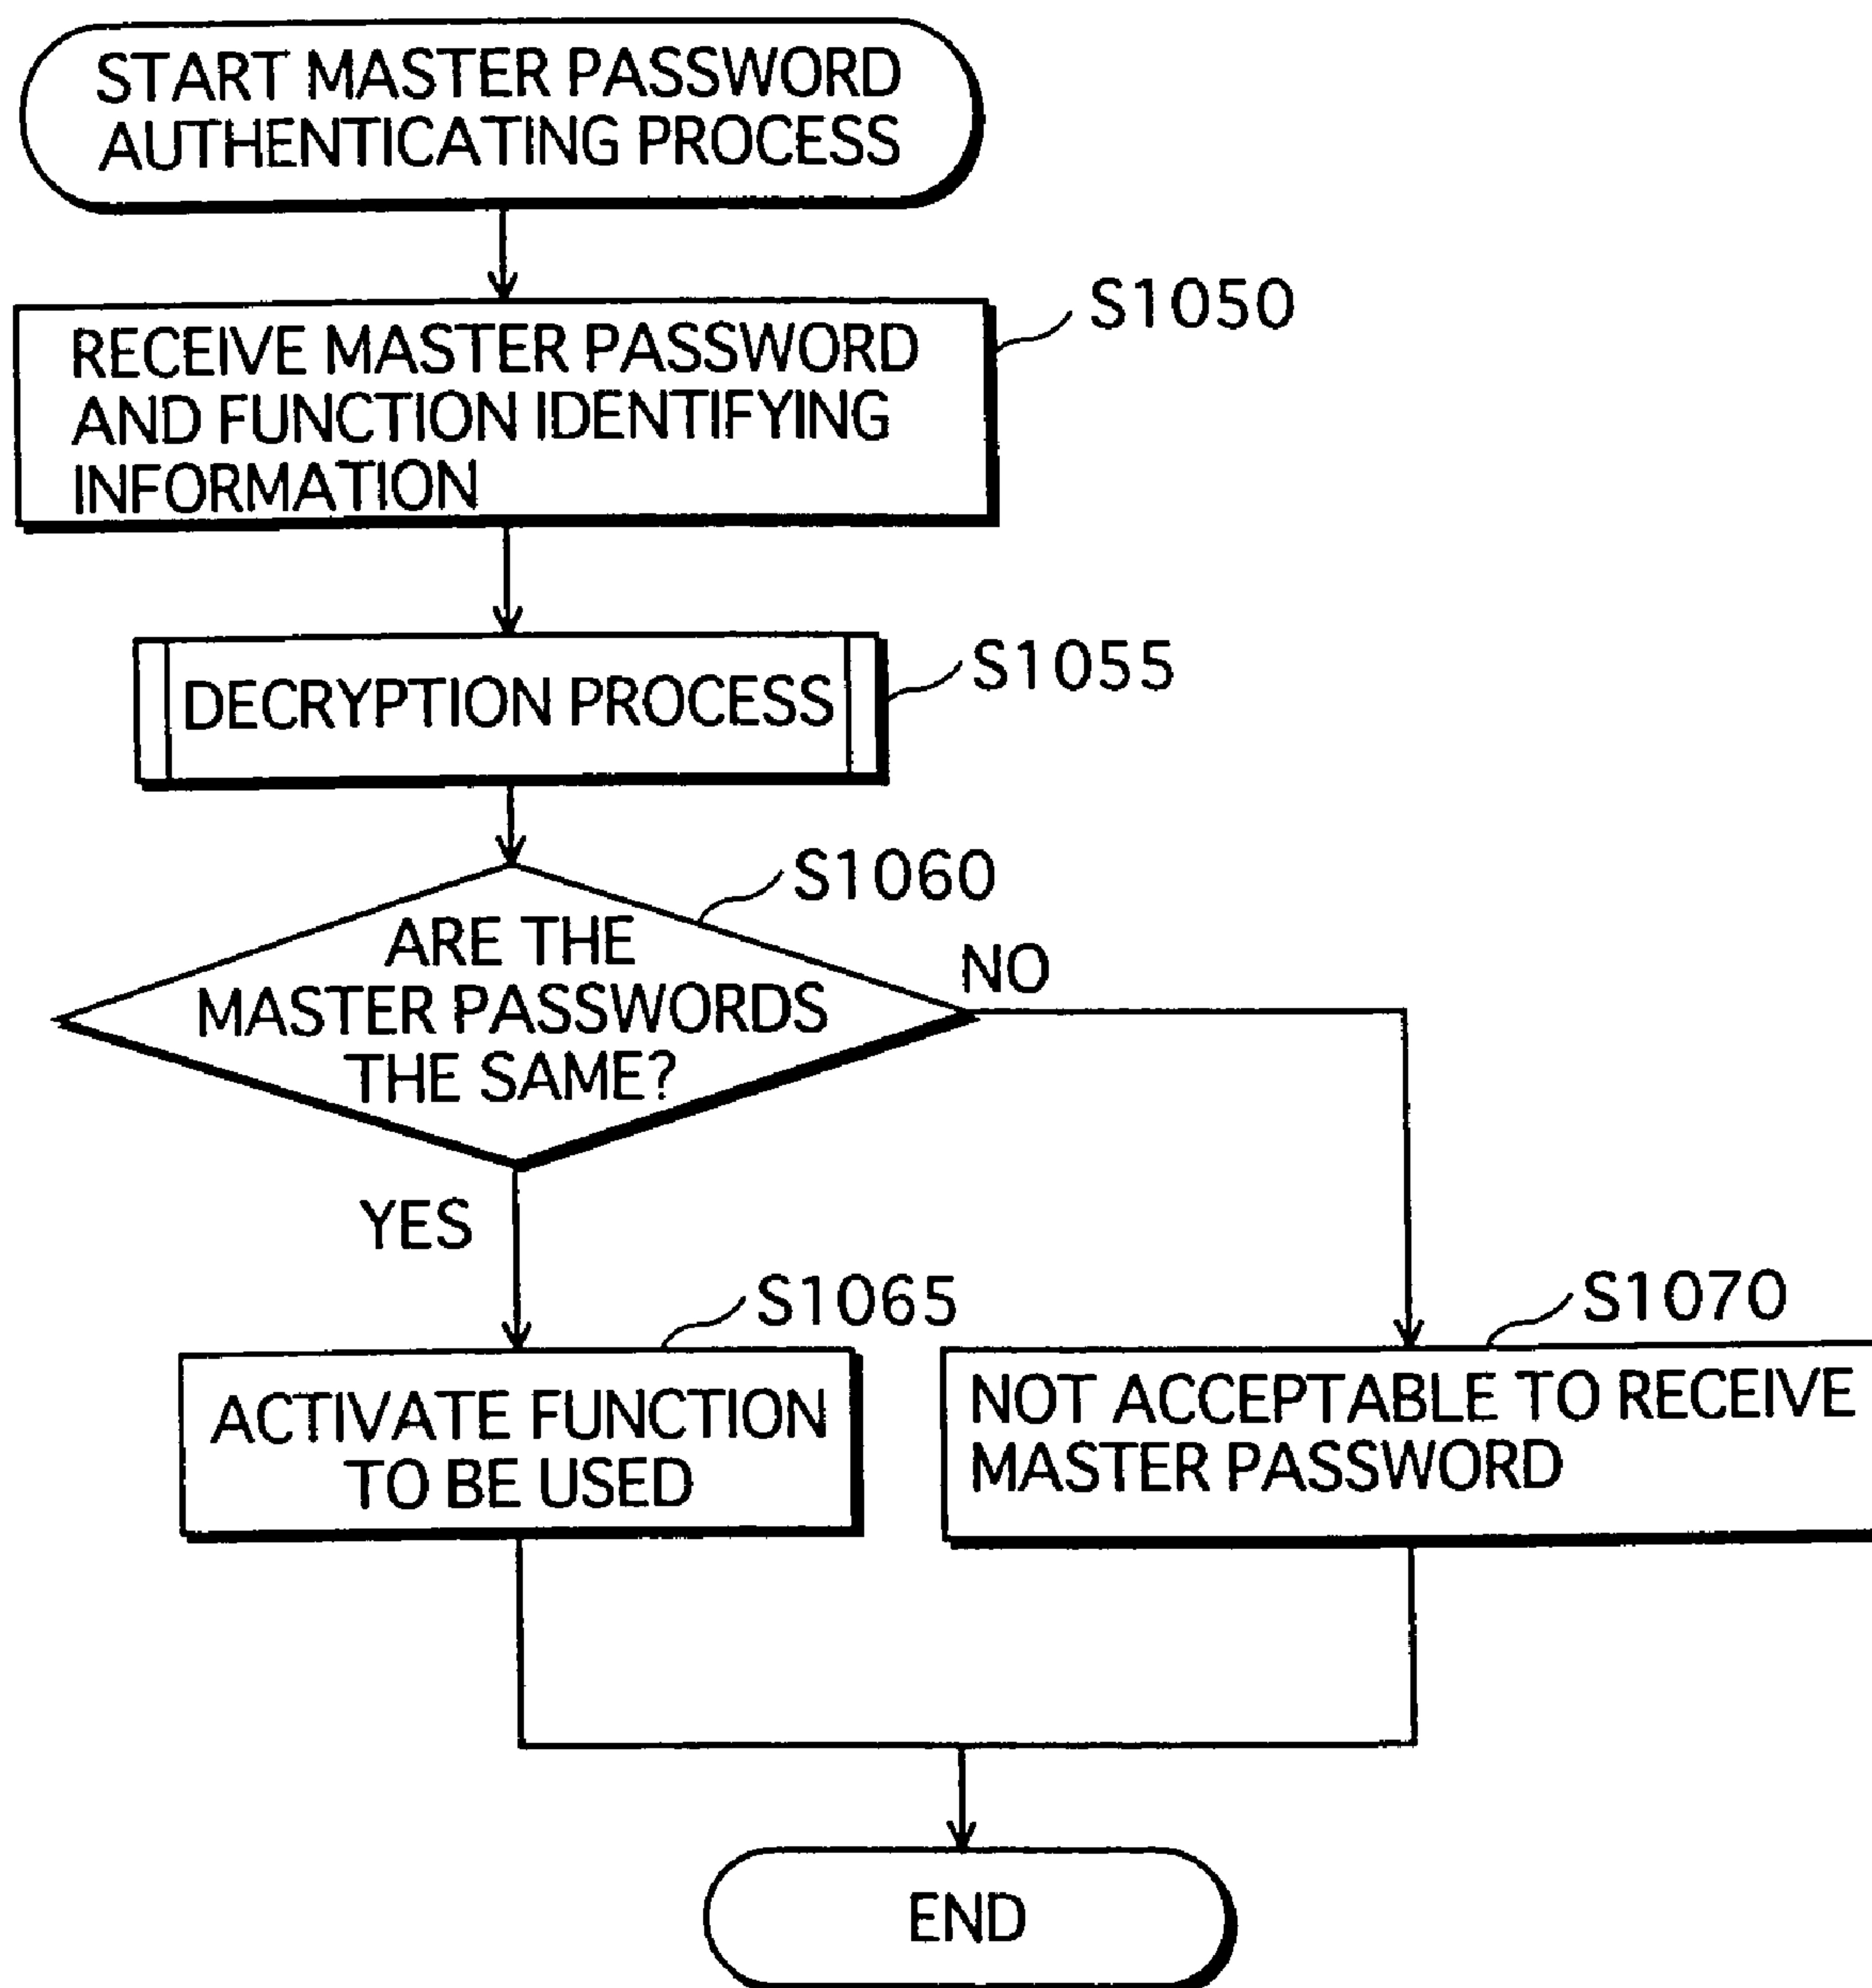 START MASTER PASSWORD
AUTHENTICATING PROCESS
S1050
RECEIVE MASTER PASSWORD
AND FUNCTION IDENTIFYING
INFORMATION
S1055
DECRYPTION PROCESS
S1060
ARE THE
MASTER PASSWORDS
THE SAME?
NO
YES
S1065
ACTIVATE FUNCTION
TO BE USED
S1070
NOT ACCEPTABLE TO RECEIVE
MASTER PASSWORD
END